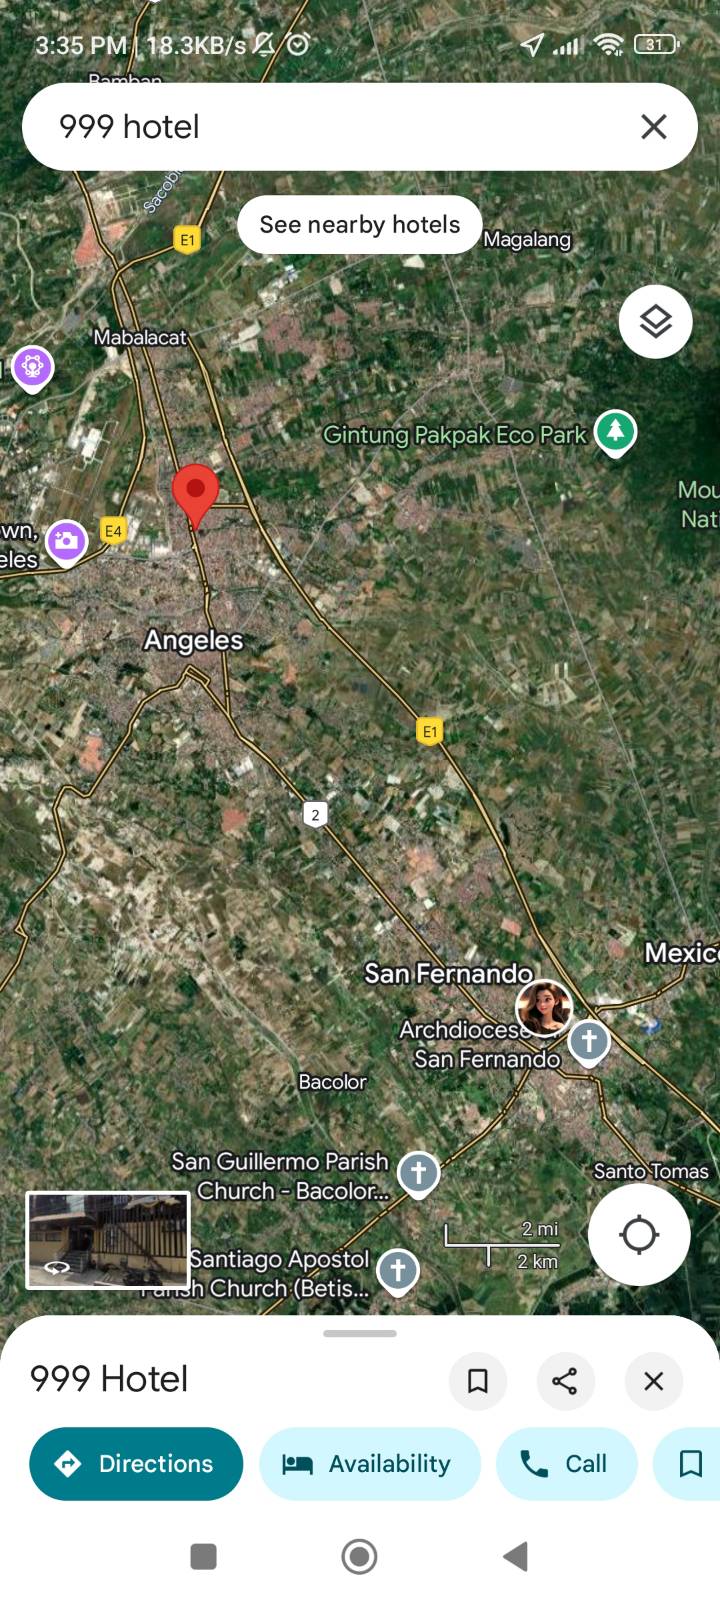 3:35 PM | 18.3KB/s
31
Bamban
999 hotel
Sacobi
See nearby hotels
E1
Magalang
Mabalacat
Gintung Pakpak Eco Park
Mou
Nati
wn,
eles
E4
Angeles
E1
2
Mexico
San Fernando
Archdiocese
San Fernando
Bacolor
San Guillermo Parish
Church - Bacolor...
Santo Tomas
2 mi
2 km
Santiago Apostol
Parish Church (Betis...
999 Hotel
Directions
Availability
Call